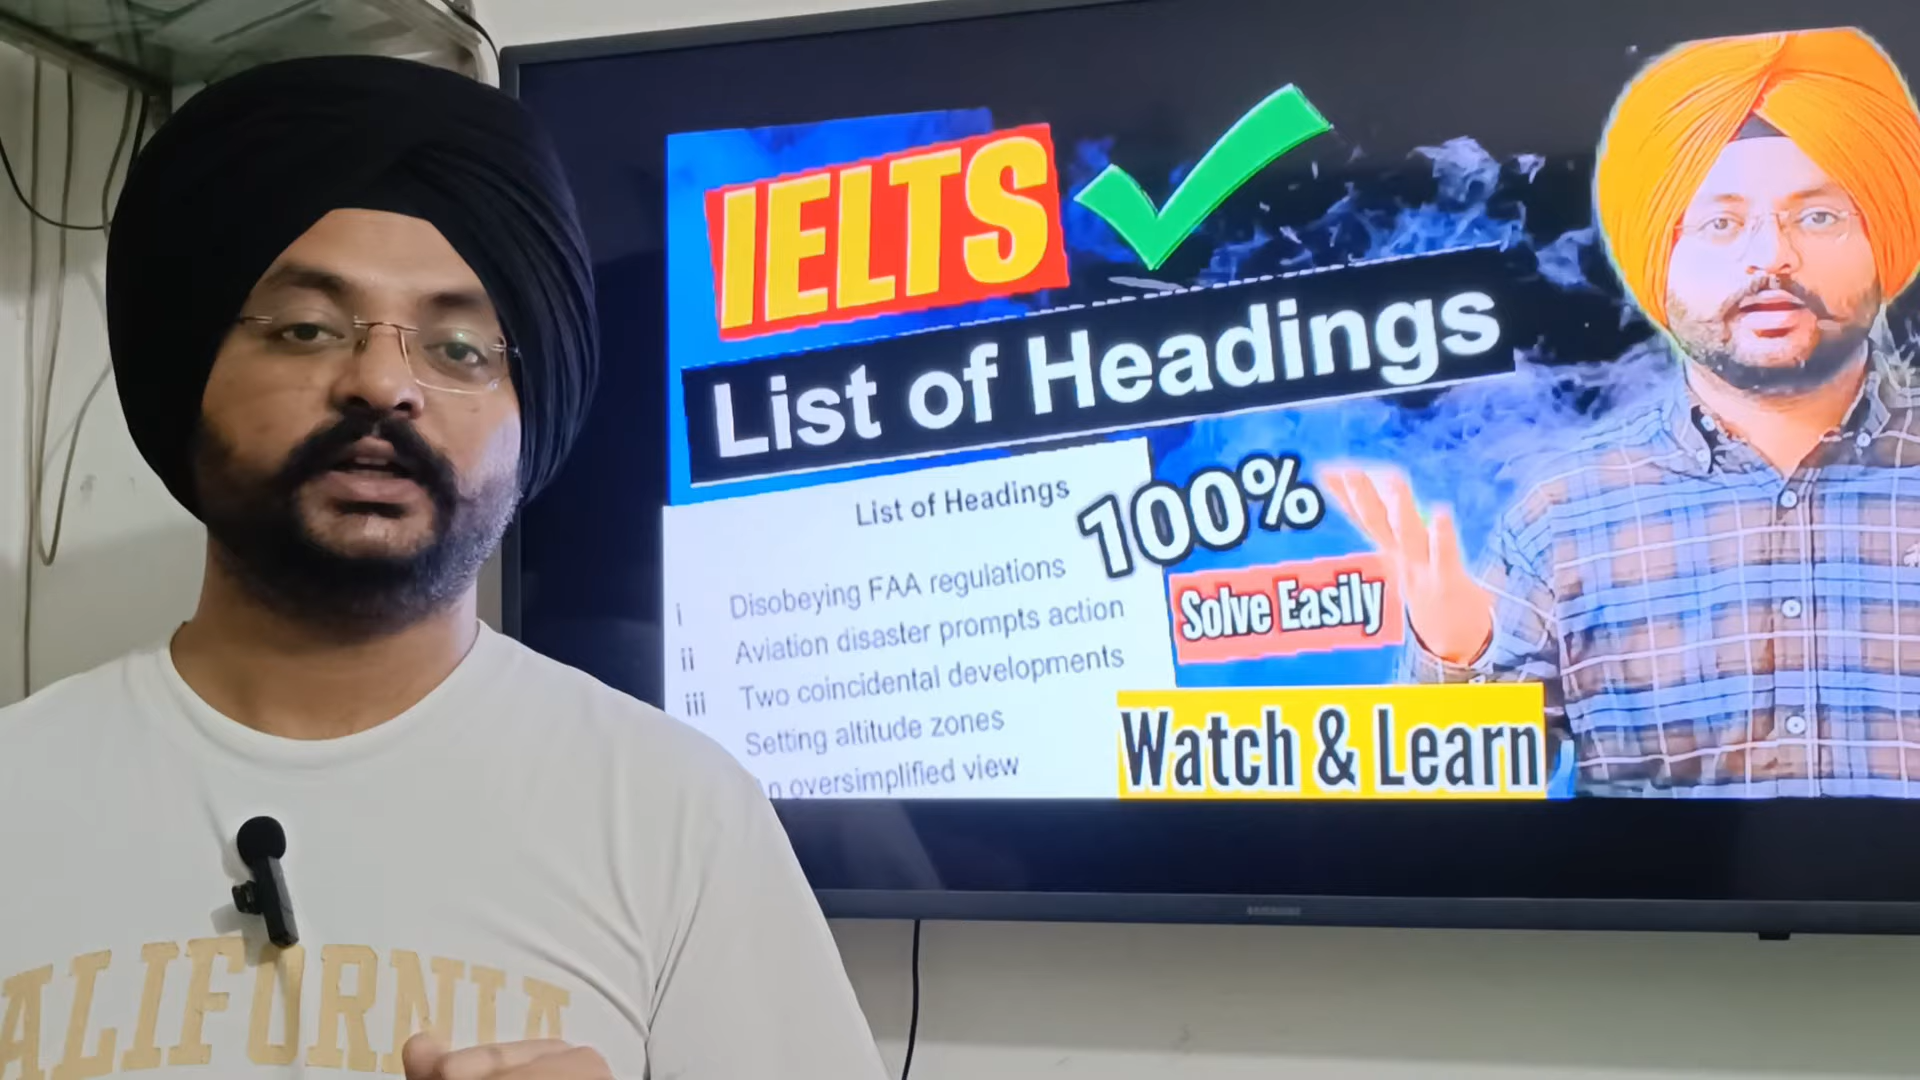 IELTS
List of Headings
List of Headings
100%
i Disobeying FAA regulations
ii Aviation disaster prompts action
iii Two coincidental developments
Setting altitude zones
n oversimplified view
Solve Easily
Watch & Learn
SAMSUNG
ALIFORNIA